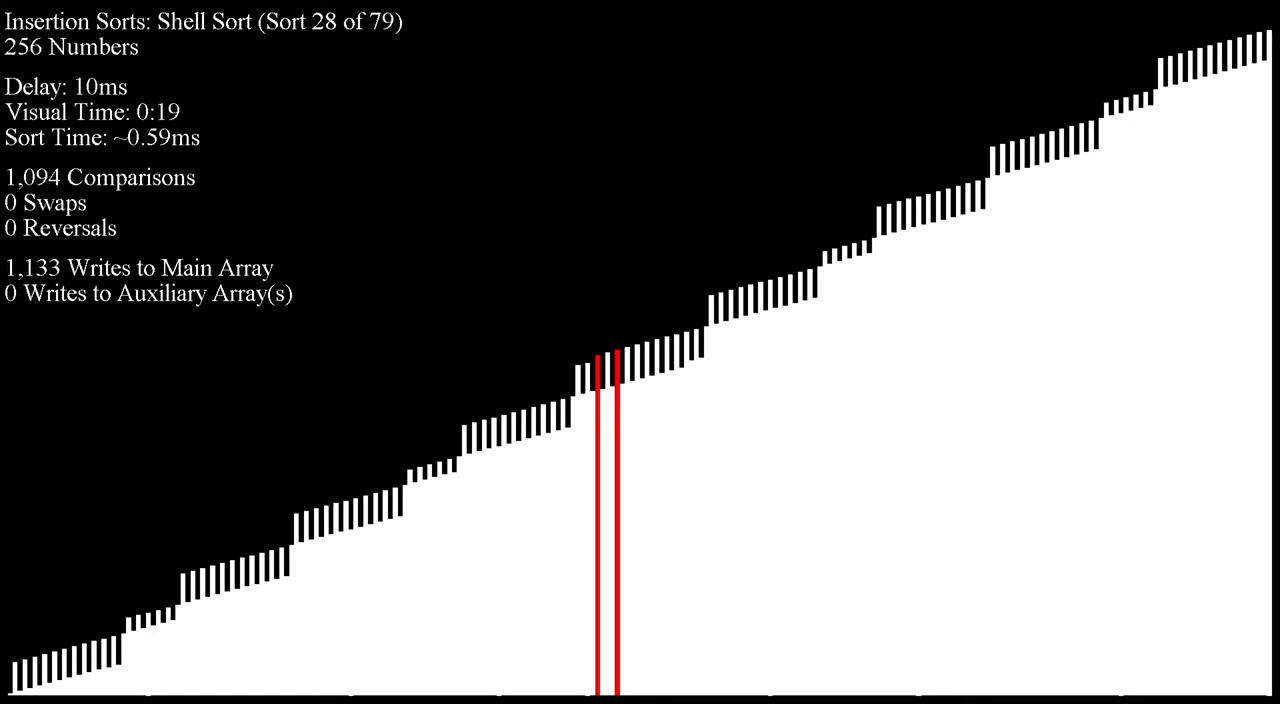 Insertion Sorts: Shell Sort (Sort 28 of 79)
256 Numbers
Delay: 10ms
Visual Time: 0:19
Sort Time: ~0.59ms
1,094 Comparisons
0 Swaps
0 Reversals
1,133 Writes to Main Array
0 Writes to Auxiliary Array(s)